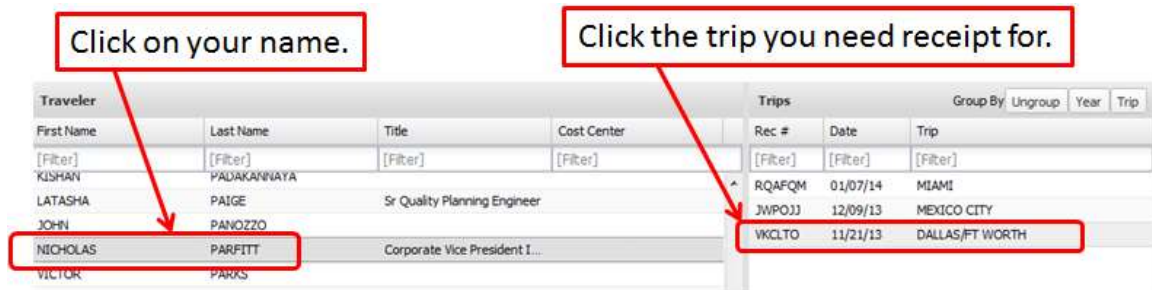 Click on your name.
Click the trip you need receipt for.
Traveler
First Name Last Name Title Cost Center
[Filter] [Filter] [Filter] [Filter]
KISHAN PADAKANNAYA
LATASHA PAIGE Sr Quality Planning Engineer
JOHN PANOZZO
NICHOLAS PARFITT Corporate Vice President I...
VICTOR PARKS
Trips Group By Ungroup Year Trip
Rec # Date Trip
[Filter] [Filter] [Filter]
RQAFQM 01/07/14 MIAMI
JWPOJJ 12/09/13 MEXICO CITY
VKCLTO 11/21/13 DALLAS/FT WORTH